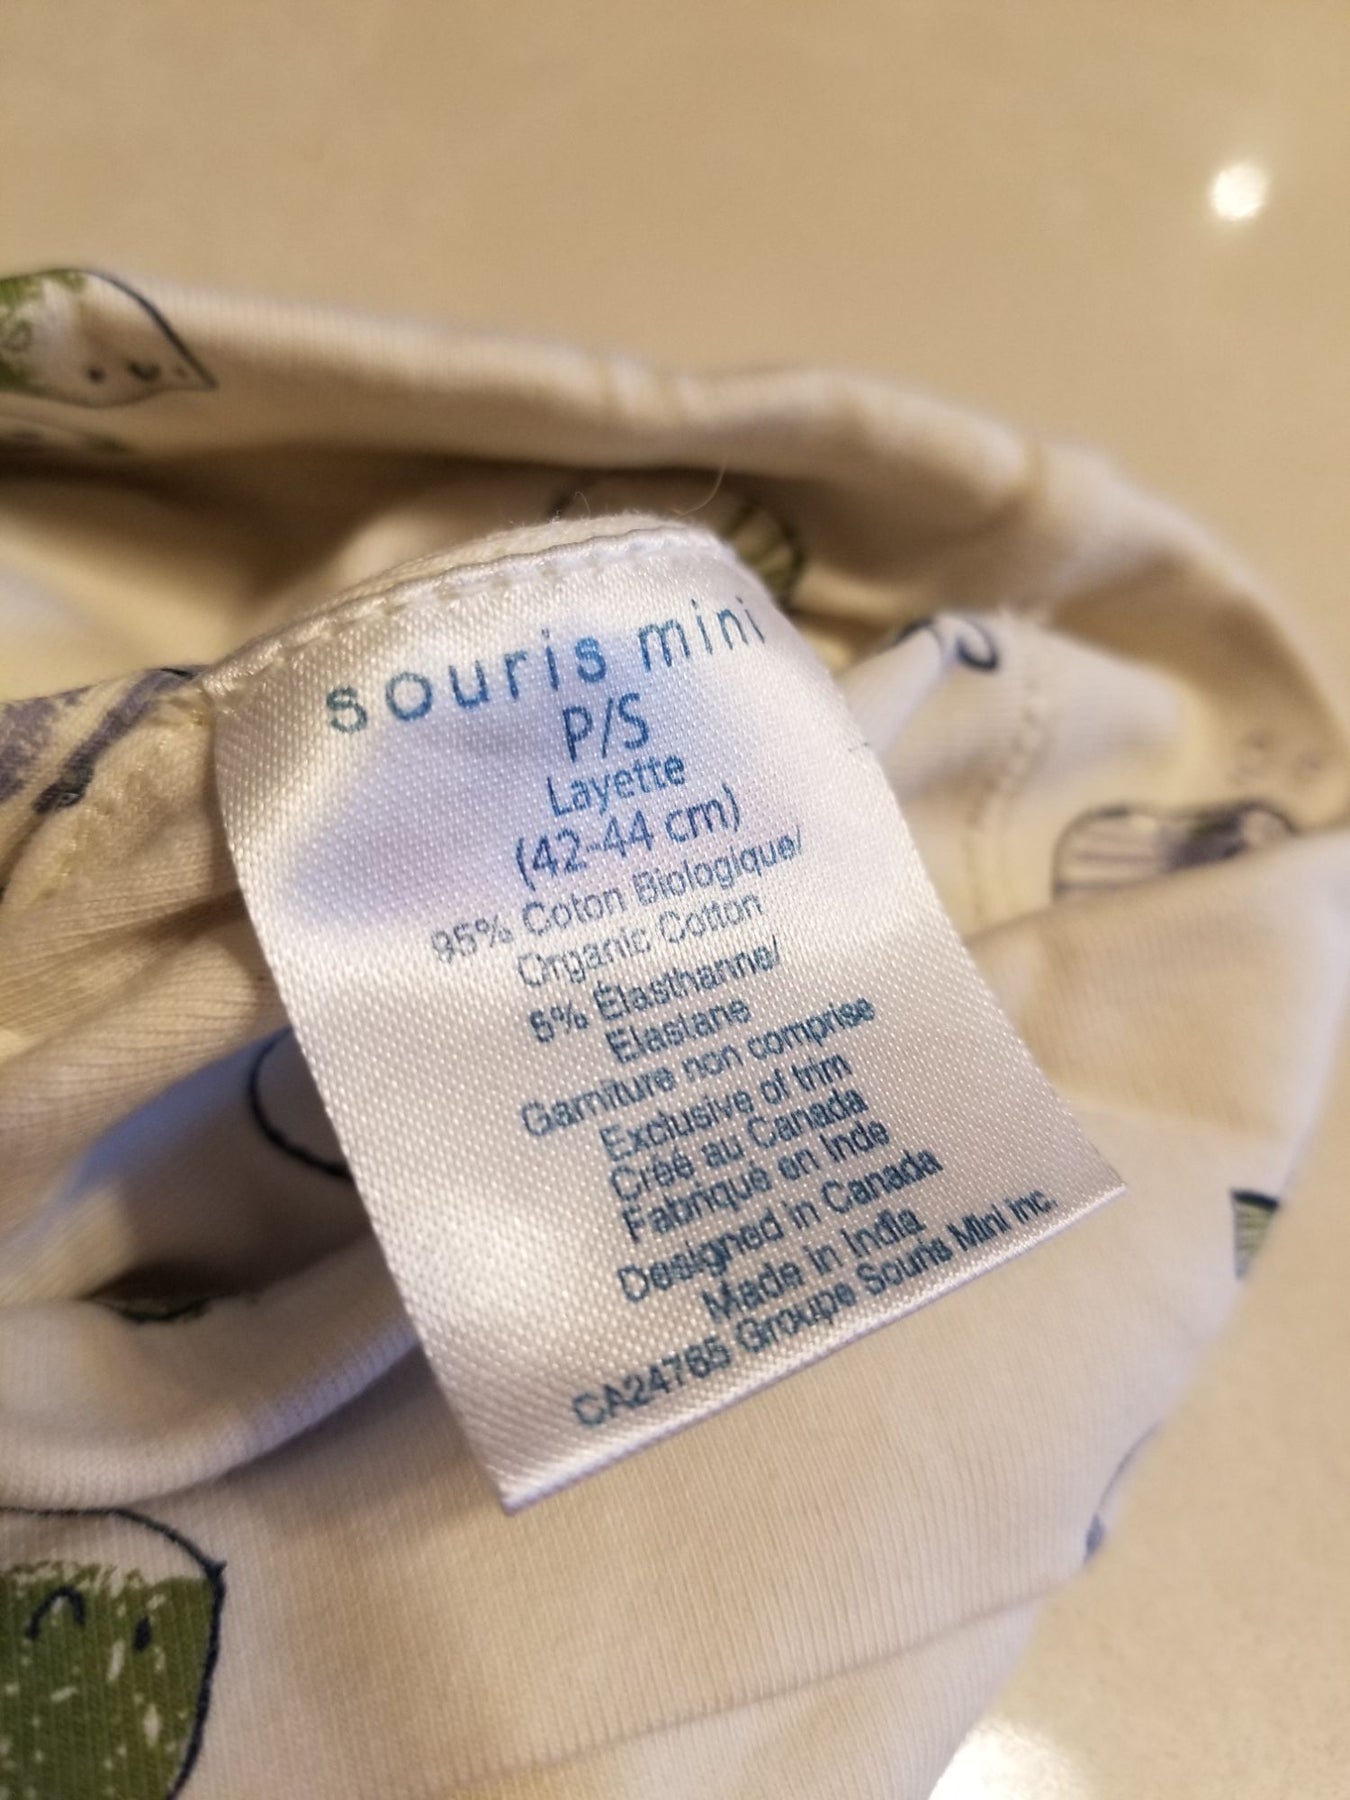 souris mini
P/S
Layette
(42-44 cm)
95% Coton Biologique/
Organic Cotton
5% Élasthanne/
Elastane
Garniture non comprise
Exclusive of trim
Créé au Canada
Fabriqué en Inde
Designed in Canada
Made in India
CA24765 Groupe Souris Mini inc.